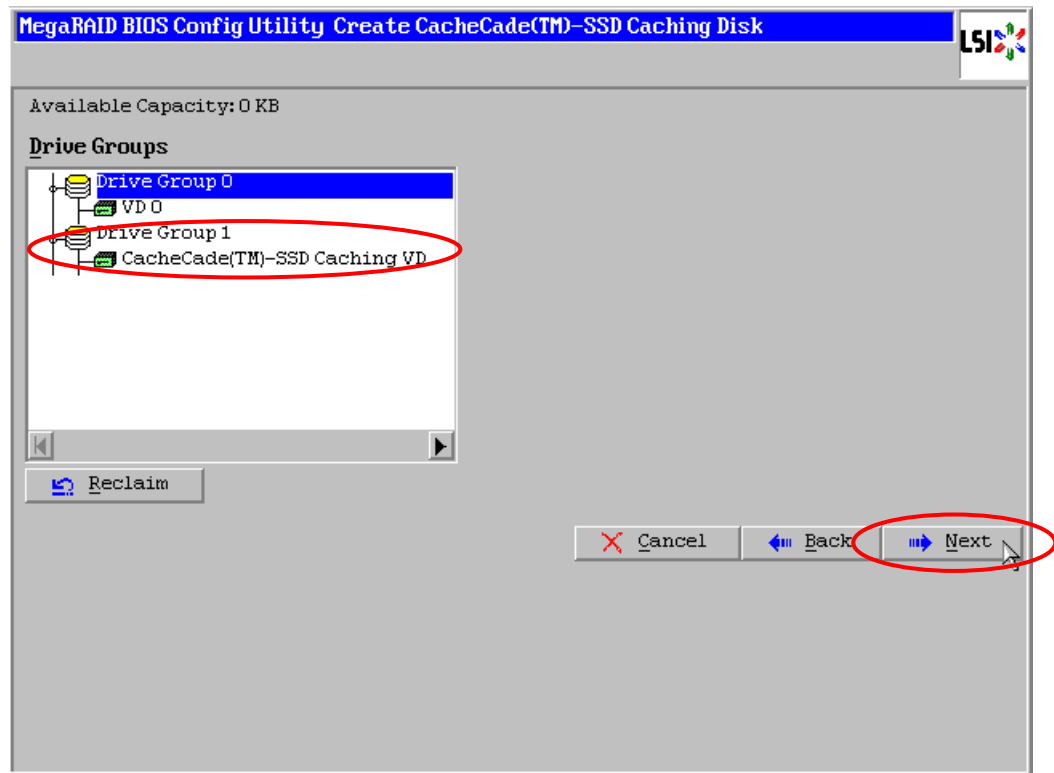 MegaRAID BIOS Config Utility Create CacheCade(TM)-SSD Caching Disk
LSI
Available Capacity: 0 KB
Drive Groups
Drive Group 0
VD 0
Drive Group 1
CacheCade(TM)-SSD Caching VD
Reclaim
Cancel Back Next